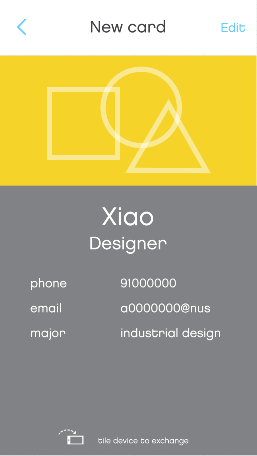 New card
Edit
Xiao
Designer
phone 91000000
email a0000000@nus
major industrial design
tile device to exchange